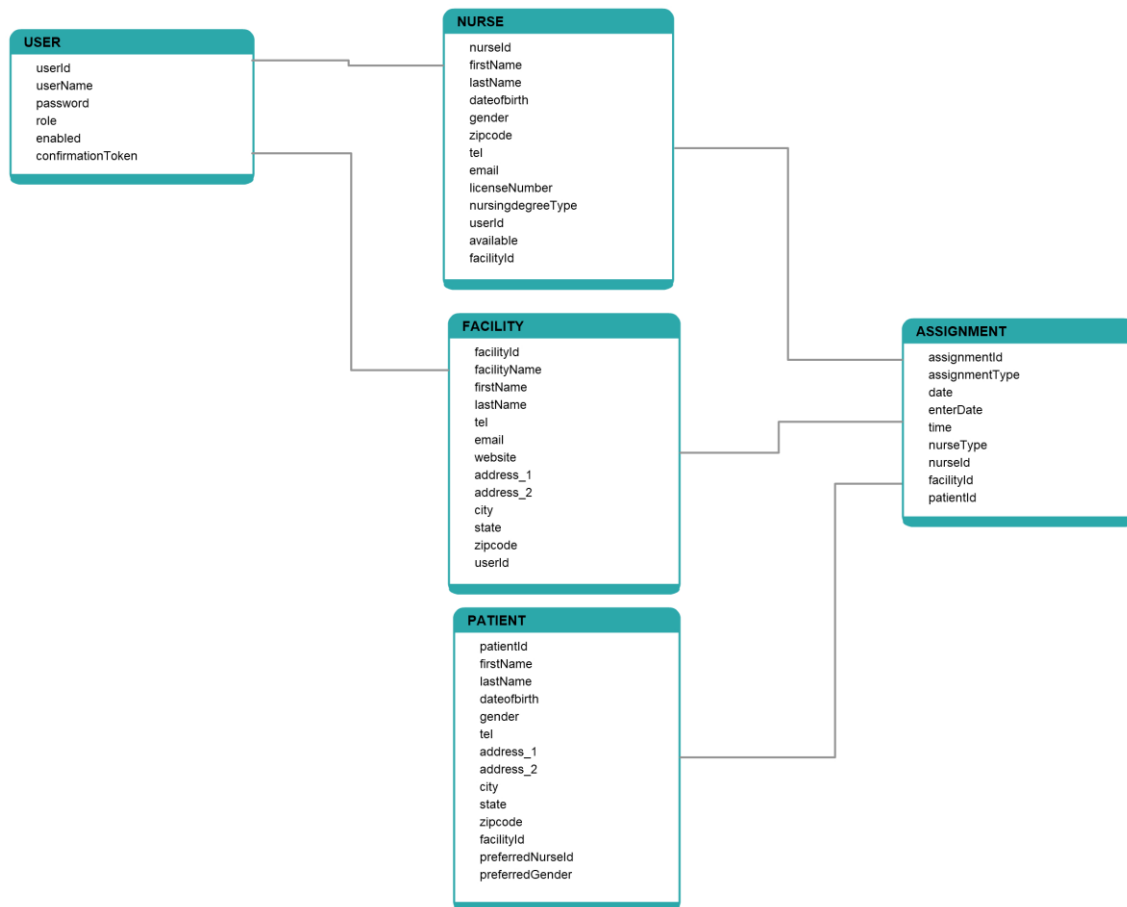 USER
userId
userName
password
role
enabled
confirmationToken
NURSE
nurseId
firstName
lastName
dateofbirth
gender
zipcode
tel
email
licenseNumber
nursingdegreeType
userId
available
facilityId
FACILITY
facilityId
facilityName
firstName
lastName
tel
email
website
address_1
address_2
city
state
zipcode
userId
PATIENT
patientId
firstName
lastName
dateofbirth
gender
tel
address_1
address_2
city
state
zipcode
facilityId
preferredNurseId
preferredGender
ASSIGNMENT
assignmentId
assignmentType
date
enterDate
time
nurseType
nurseId
facilityId
patientId